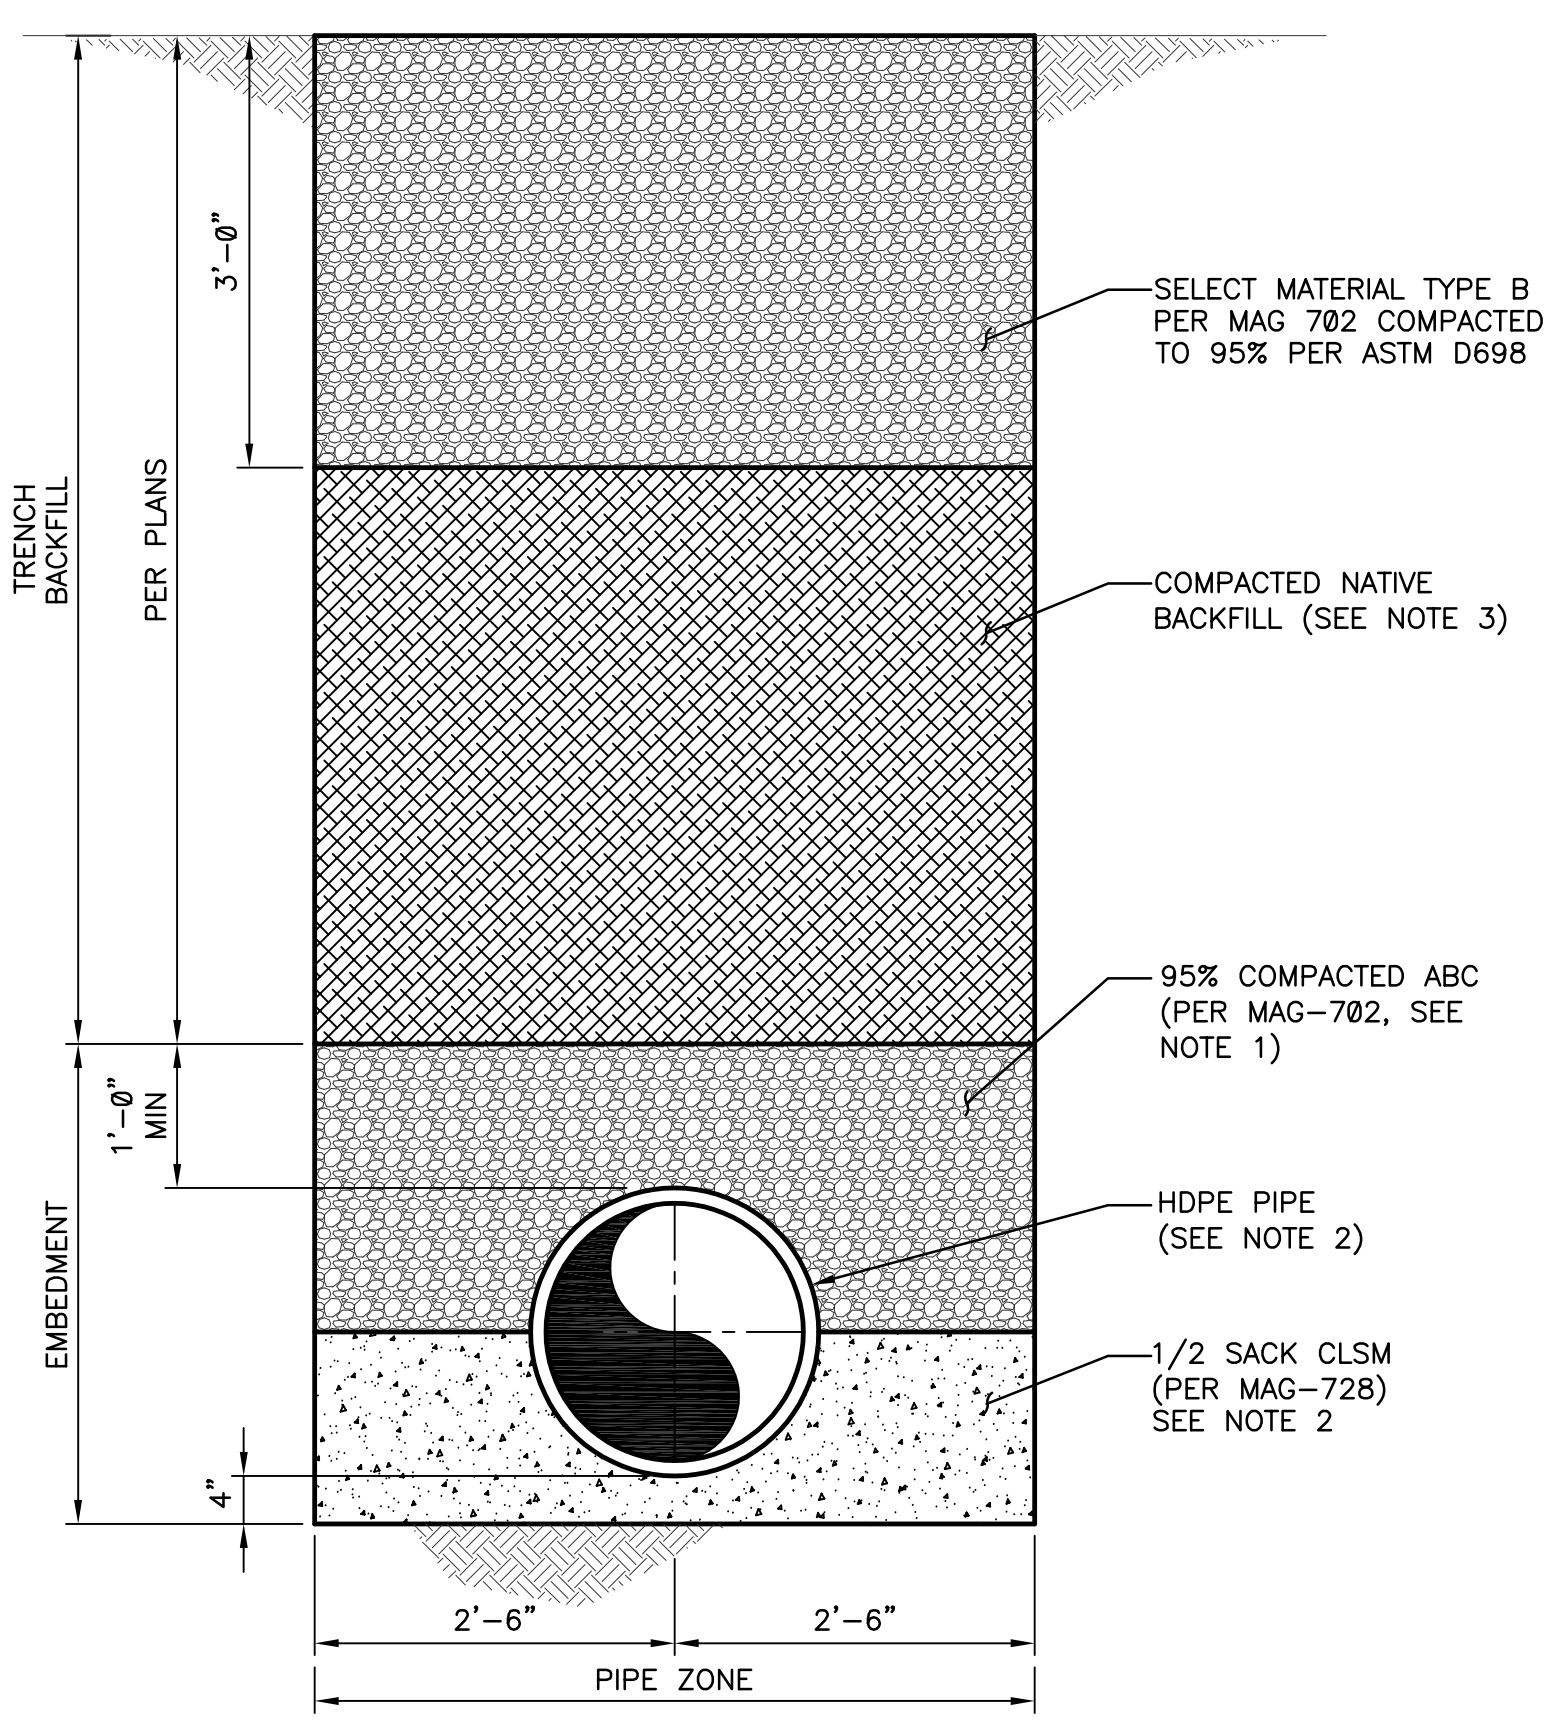 3'-0"
SELECT MATERIAL TYPE B
PER MAG 702 COMPACTED
TO 95% PER ASTM D698
TRENCH
BACKFILL
PER PLANS
COMPACTED NATIVE
BACKFILL (SEE NOTE 3)
95% COMPACTED ABC
(PER MAG-702, SEE
NOTE 1)
1'-0"
MIN
EMBEDMENT
HDPE PIPE
(SEE NOTE 2)
1/2 SACK CLSM
(PER MAG-728)
SEE NOTE 2
4"
2'-6"
2'-6"
PIPE ZONE